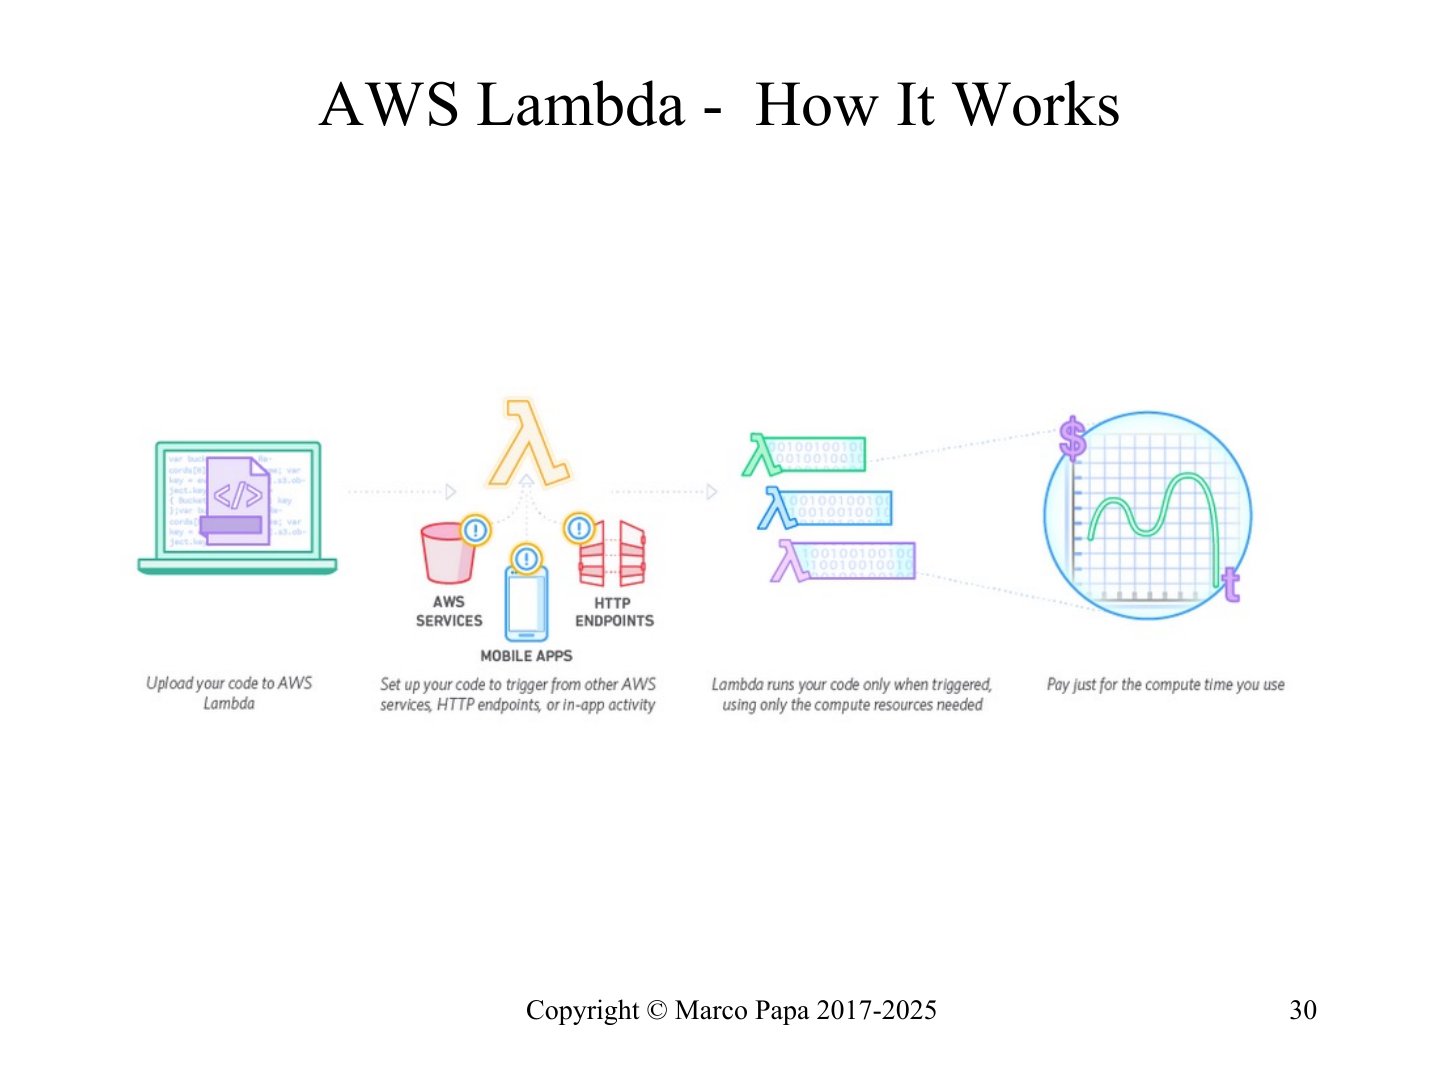 AWS Lambda - How It Works
</>
$
t
AWS
SERVICES
MOBILE APPS
HTTP
ENDPOINTS
Upload your code to AWS
Lambda
Set up your code to trigger from other AWS
services, HTTP endpoints, or in-app activity
Lambda runs your code only when triggered,
using only the compute resources needed
Pay just for the compute time you use
Copyright © Marco Papa 2017-2025
30